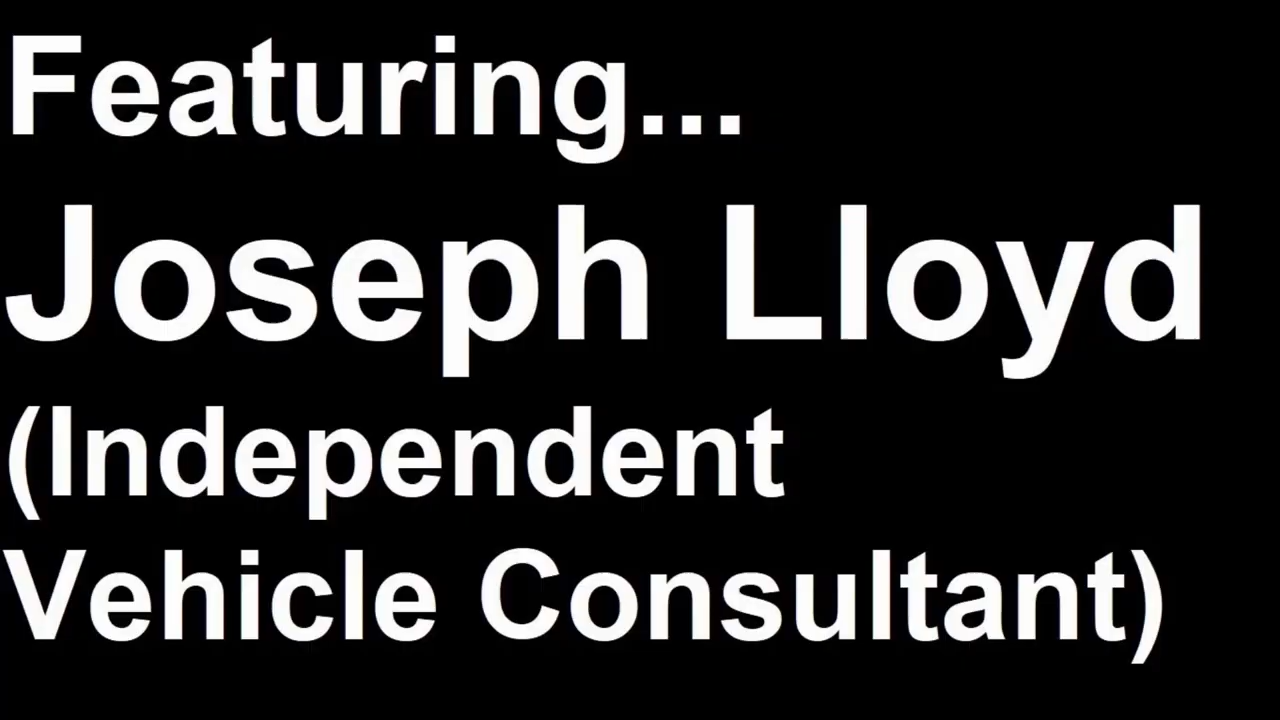 Featuring...
Joseph Lloyd
(Independent
Vehicle Consultant)